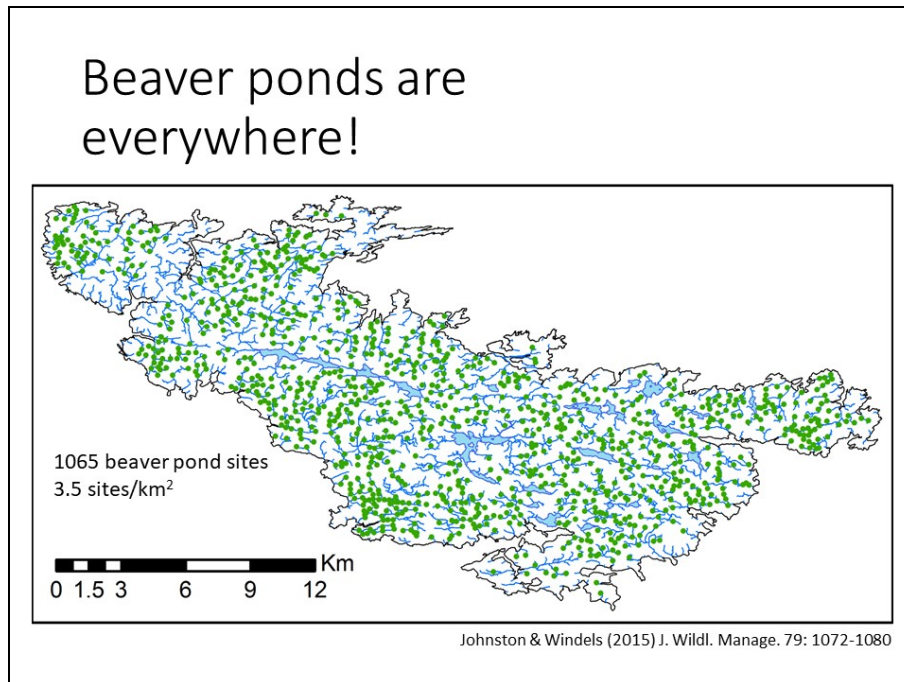 Beaver ponds are
everywhere!
1065 beaver pond sites
3.5 sites/km²
Km
0 1.5 3 6 9 12
Johnston & Windels (2015) J. Wildl. Manage. 79: 1072-1080